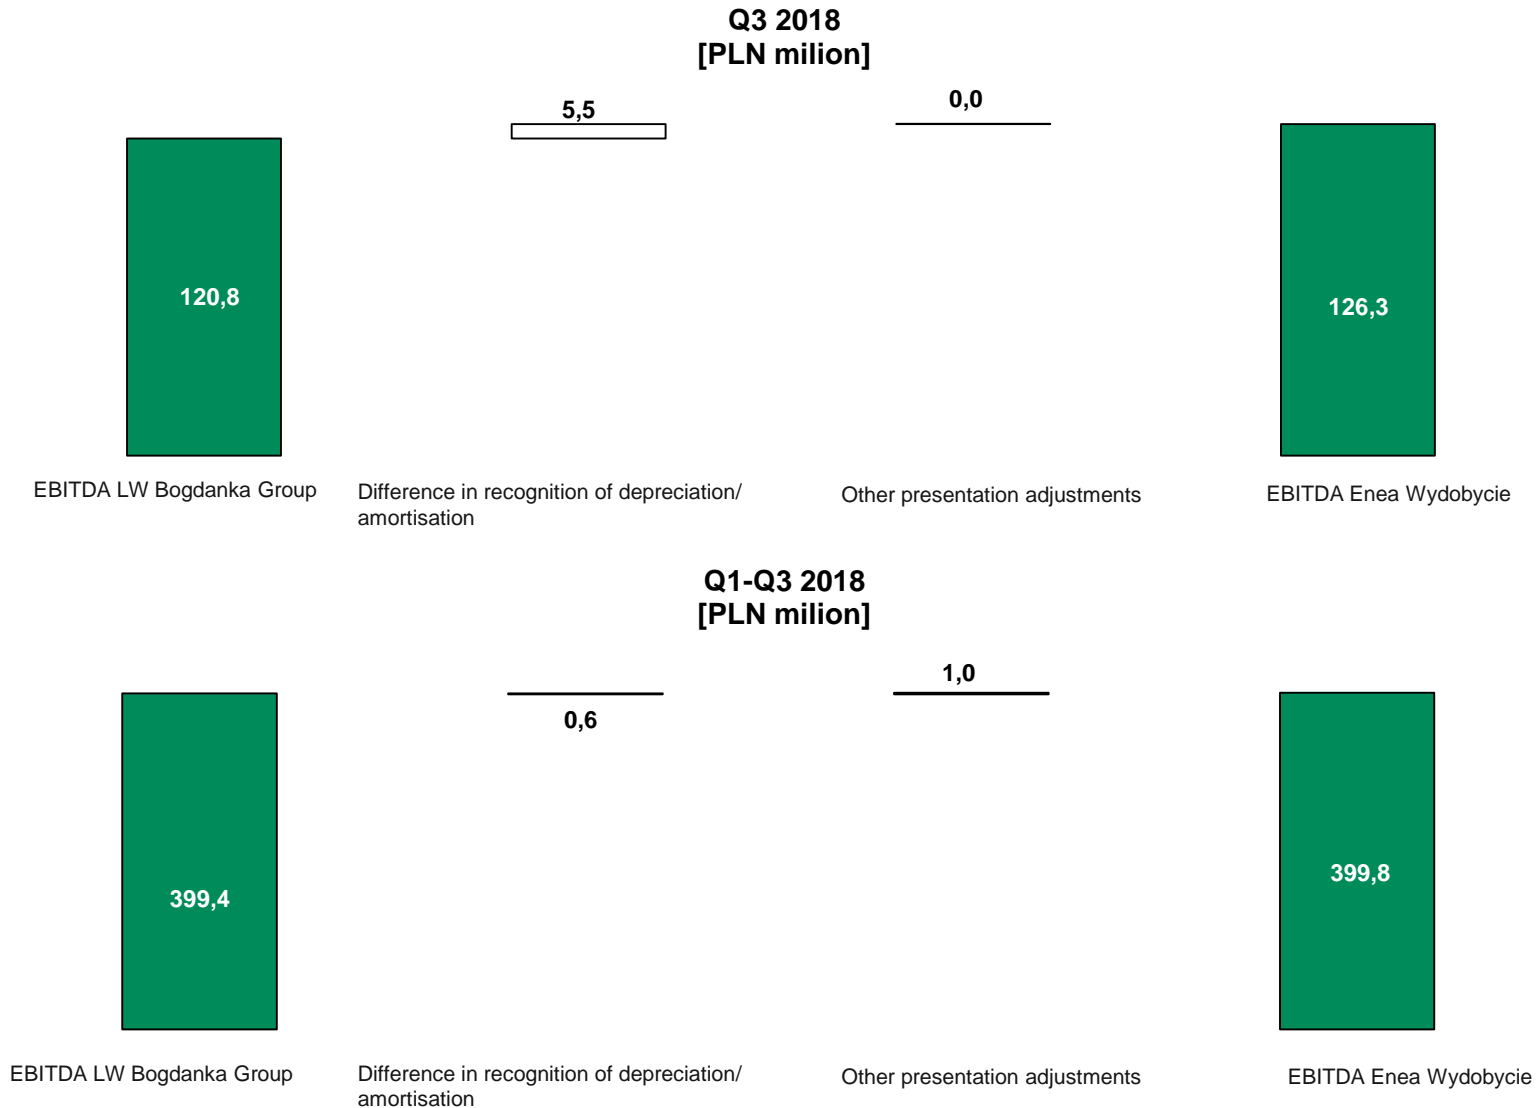 Q3 2018
[PLN milion]
5,5
0,0
120,8
126,3
EBITDA LW Bogdanka Group
Difference in recognition of depreciation/
amortisation
Other presentation adjustments
EBITDA Enea Wydobycie
Q1-Q3 2018
[PLN milion]
1,0
0,6
399,4
399,8
EBITDA LW Bogdanka Group
Difference in recognition of depreciation/
amortisation
Other presentation adjustments
EBITDA Enea Wydobycie